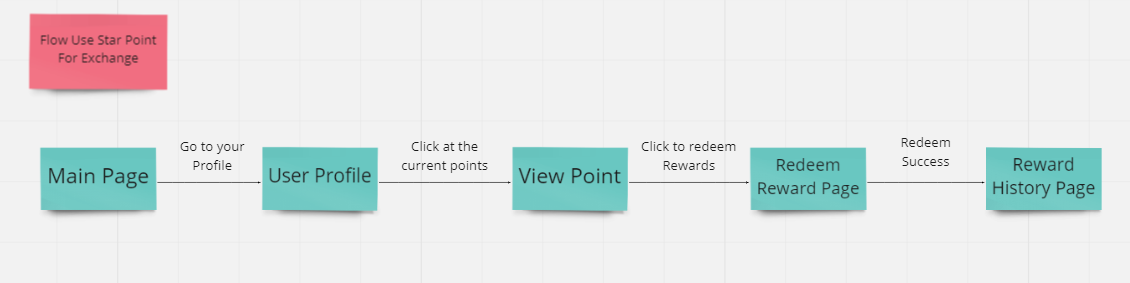 Flow Use Star Point
For Exchange
Main Page
Go to your
Profile
User Profile
Click at the
current points
View Point
Click to redeem
Rewards
Redeem
Reward Page
Redeem
Success
Reward
History Page